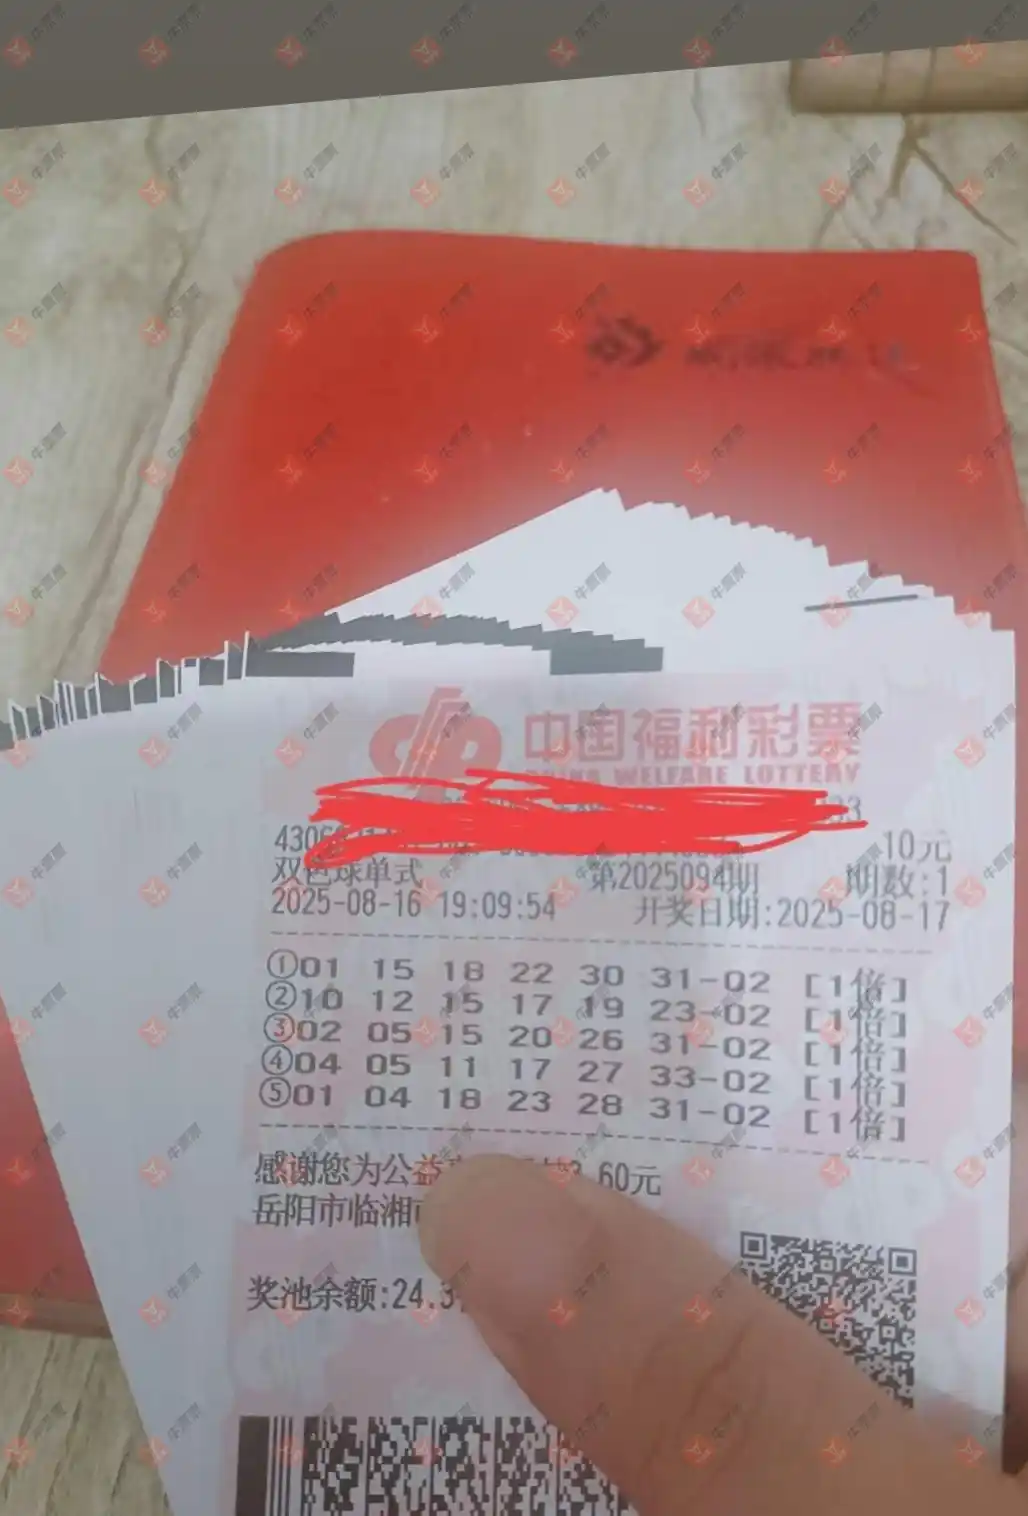 中国福利彩票
CHINA WELFARE LOTTERY
10元
双色球单式 第2025094期 期数:1
2025-08-16 19:09:54 开奖日期:2025-08-17
①01 15 18 22 30 31-02 [1倍]
②10 12 15 17 19 23-02 [1倍]
③02 05 15 20 26 31-02 [1倍]
④04 05 11 17 27 33-02 [1倍]
⑤01 04 18 23 28 31-02 [1倍]
感谢您为公益 3.60元
岳阳市临湘
奖池余额:24.3